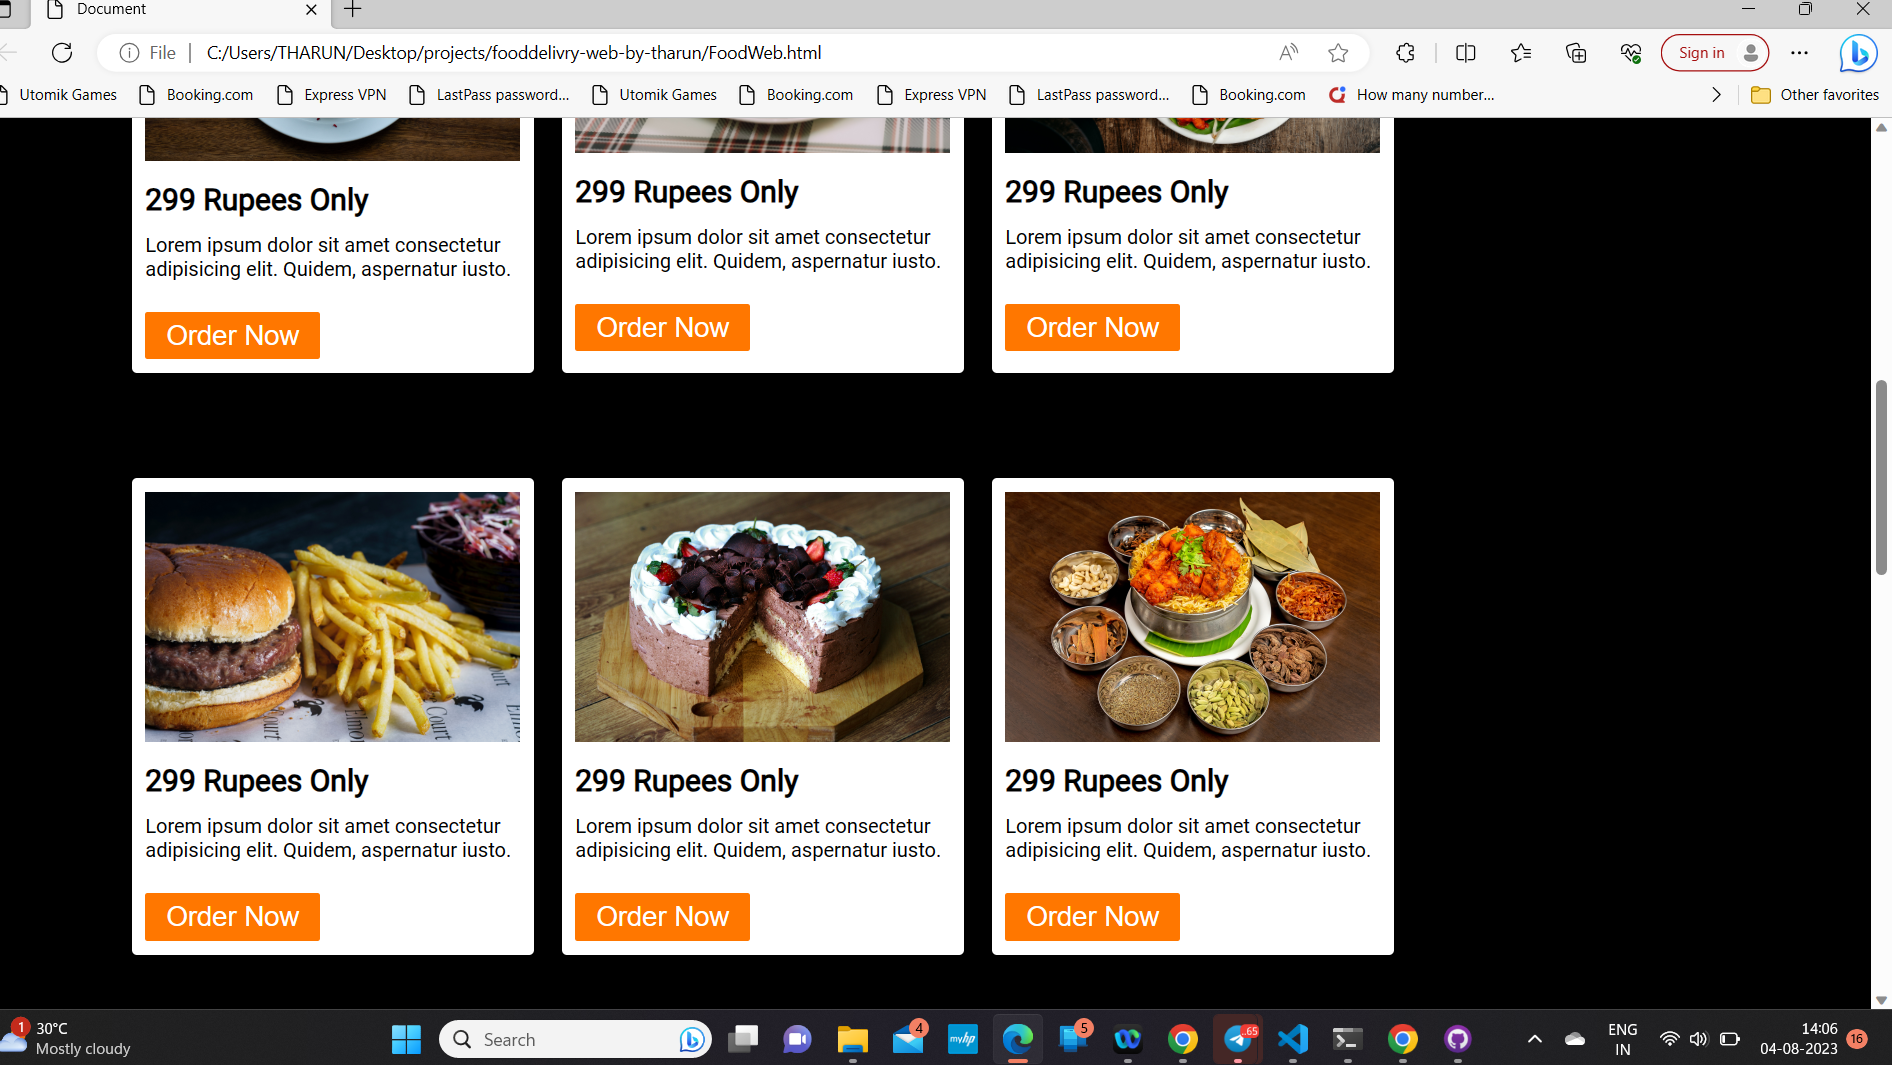 Document
File
C:/Users/THARUN/Desktop/projects/fooddelivry-web-by-tharun/FoodWeb.html
Sign in
Utomik Games
Booking.com
Express VPN
LastPass password...
Utomik Games
Booking.com
Express VPN
LastPass password...
Booking.com
How many number...
Other favorites
299 Rupees Only
Lorem ipsum dolor sit amet consectetur
adipisicing elit. Quidem, aspernatur iusto.
Order Now
299 Rupees Only
Lorem ipsum dolor sit amet consectetur
adipisicing elit. Quidem, aspernatur iusto.
Order Now
299 Rupees Only
Lorem ipsum dolor sit amet consectetur
adipisicing elit. Quidem, aspernatur iusto.
Order Now
Court
299 Rupees Only
Lorem ipsum dolor sit amet consectetur
adipisicing elit. Quidem, aspernatur iusto.
Order Now
299 Rupees Only
Lorem ipsum dolor sit amet consectetur
adipisicing elit. Quidem, aspernatur iusto.
Order Now
299 Rupees Only
Lorem ipsum dolor sit amet consectetur
adipisicing elit. Quidem, aspernatur iusto.
Order Now
1
30°C
Mostly cloudy
Search
4
myhp
5
..65
ENG
IN
14:06
04-08-2023
16